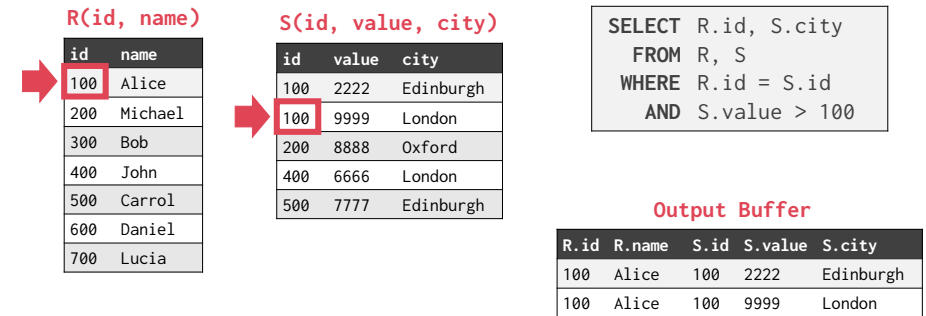 R(id, name)
id name
100 Alice
200 Michael
300 Bob
400 John
500 Carrol
600 Daniel
700 Lucia
S(id, value, city)
id value city
100 2222 Edinburgh
100 9999 London
200 8888 Oxford
400 6666 London
500 7777 Edinburgh
SELECT R.id, S.city
FROM R, S
WHERE R.id = S.id
AND S.value > 100
Output Buffer
R.id R.name S.id S.value S.city
100 Alice 100 2222 Edinburgh
100 Alice 100 9999 London